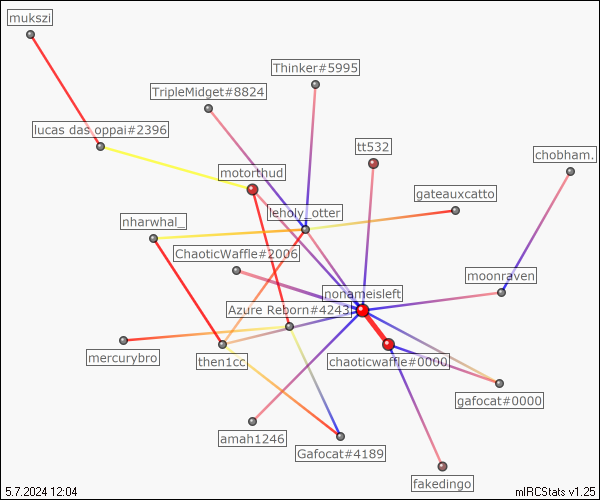 mukszi
Thinker#5995
TripleMidget#8824
lucas das oppai#2396
tt532
chobham.
motorthud
gateauxcatto
leholy_otter
nharwhal_
ChaoticWaffle#2006
moonraven
nonameisleft
Azure Reborn#4243
mercurybro
then1cc
chaoticwaffle#0000
gafocat#0000
amah1246
Gafocat#4189
fakedingo
5.7.2024 12:04
mIRCStats v1.25